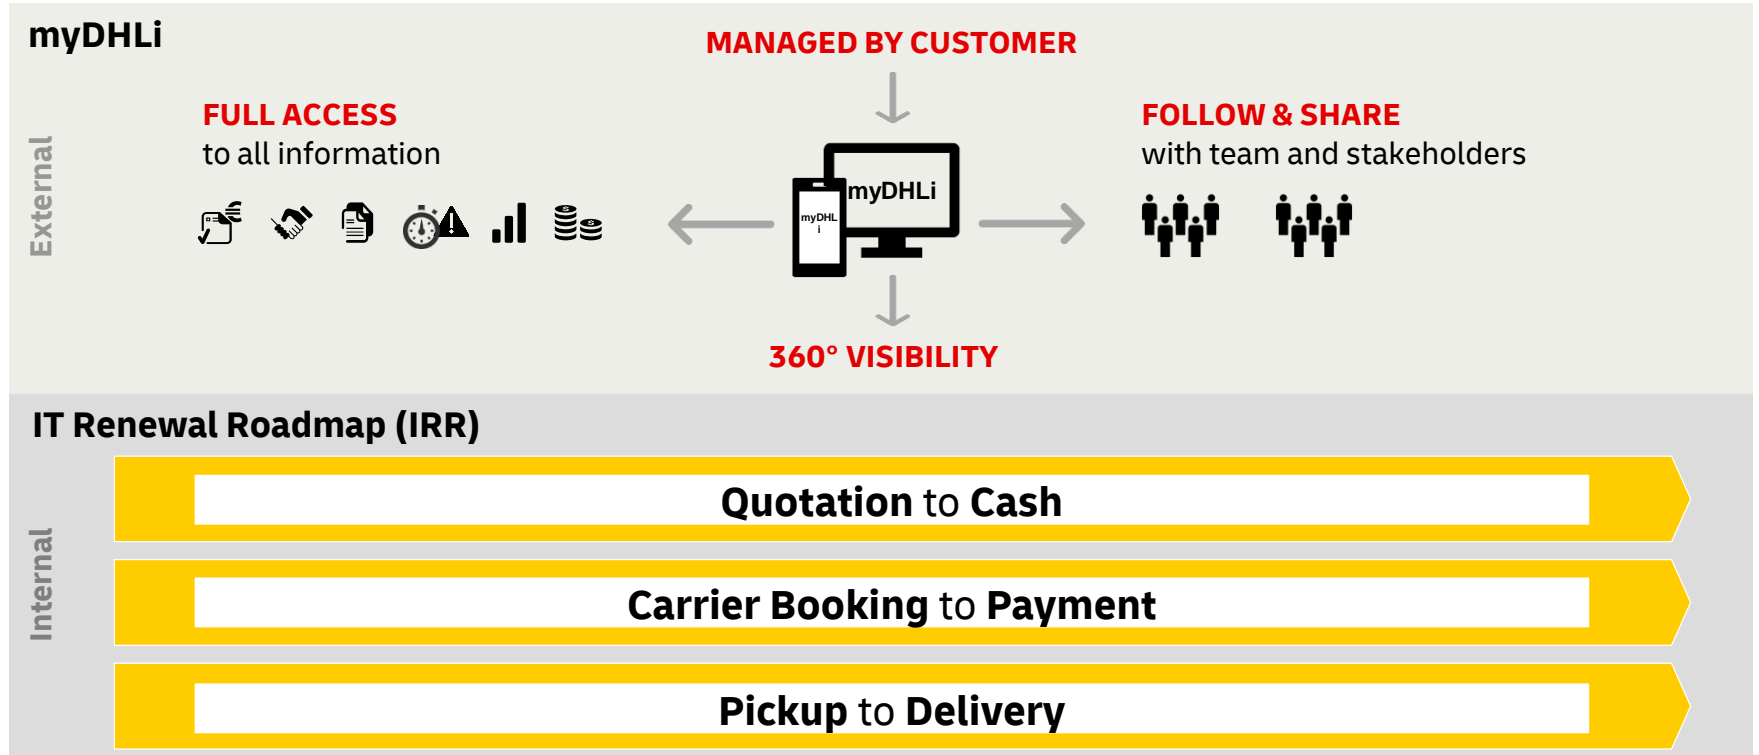 myDHLi
MANAGED BY CUSTOMER
FULL ACCESS
to all information
FOLLOW & SHARE
with team and stakeholders
External
myDHLi
myDHL
i
360° VISIBILITY
IT Renewal Roadmap (IRR)
Internal
Quotation to Cash
Carrier Booking to Payment
Pickup to Delivery